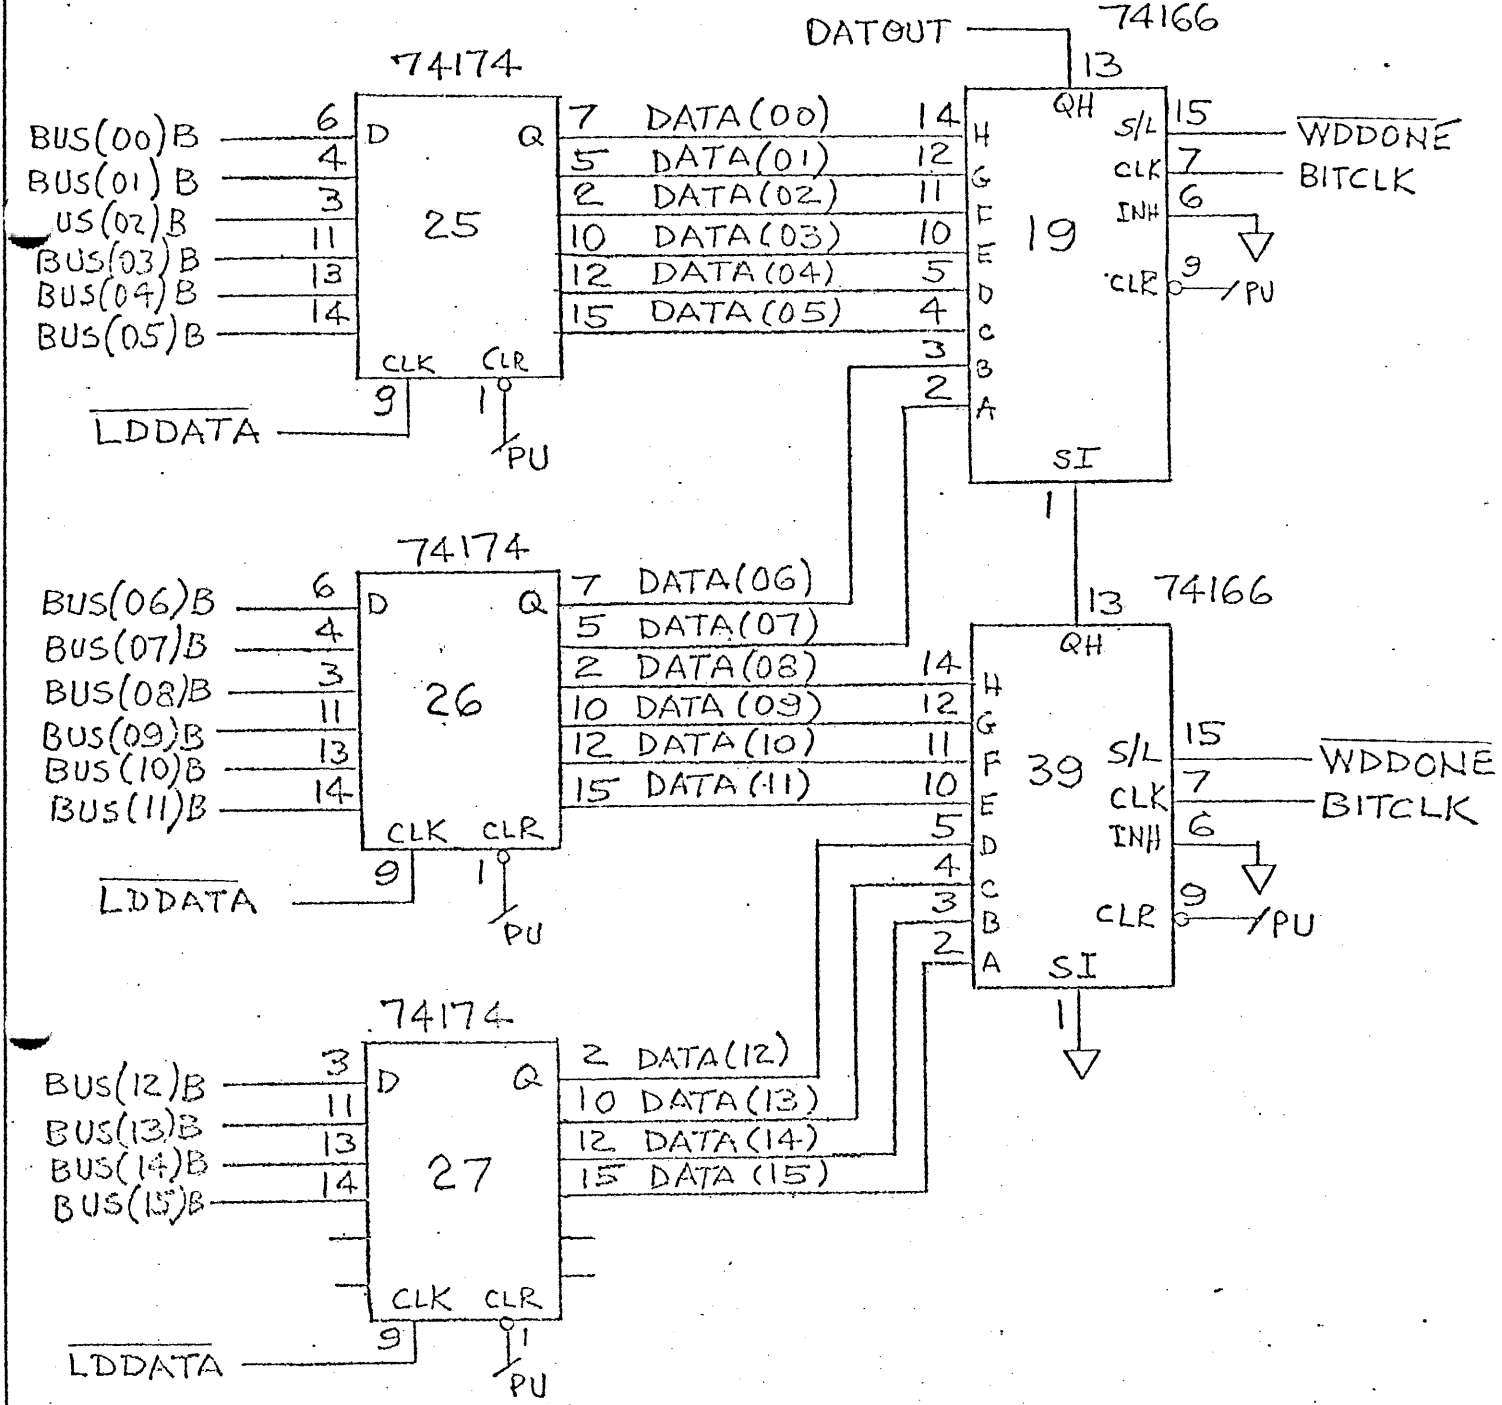 DATOUT
74166
13
74174
BUS(00)B 6 D Q 7 DATA(00) 14 H QH S/L 15 WDDONE
BUS(01)B 4 5 DATA(01) 12 G CLK 7 BITCLK
US(02)B 3 2 DATA(02) 11 F INH 6
25 19
BUS(03)B 11 10 DATA(03) 10 E
BUS(04)B 13 12 DATA(04) 5 D CLR 9 PU
BUS(05)B 14 15 DATA(05) 4 C
3 B
CLK CLR
9 1 2 A
LDDATA PU
SI
1
74174
BUS(06)B 6 D Q 7 DATA(06) 13 74166
BUS(07)B 4 5 DATA(07) QH
BUS(08)B 3 2 DATA(08) 14 H
26 39
BUS(09)B 11 10 DATA(09) 12 G
BUS(10)B 13 12 DATA(10) 11 F S/L 15 WDDONE
BUS(11)B 14 15 DATA(11) 10 E CLK 7 BITCLK
CLK CLR 5 D INH 6
9 1 4 C
LDDATA PU
3 B CLR 9 PU
2 A SI
1
74174
BUS(12)B 3 D Q 2 DATA(12)
BUS(13)B 11 10 DATA(13)
BUS(14)B 13 12 DATA(14)
27
BUS(15)B 14 15 DATA(15)
CLK CLR
9 1
LDDATA PU